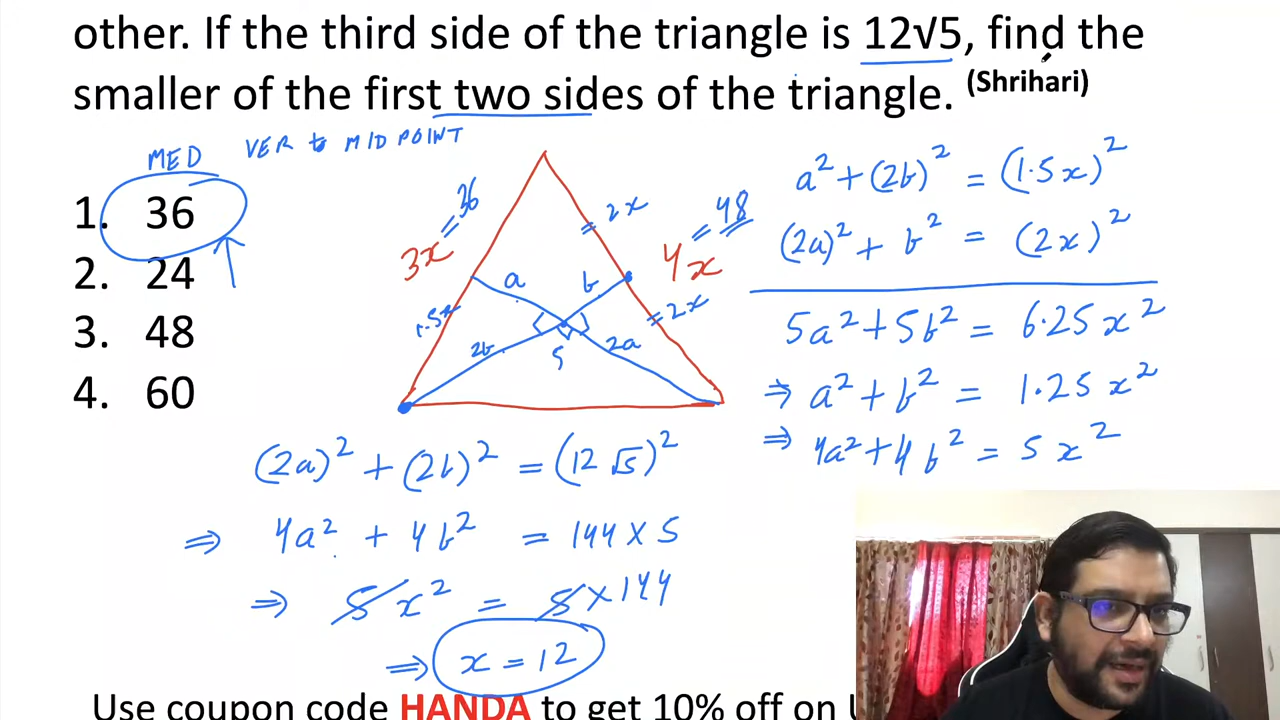 other. If the third side of the triangle is 12√5, find the
smaller of the first two sides of the triangle. (Shrihari)
MED VER to MIDPOINT
1. 36
2. 24
3. 48
4. 60
3x = 36
4x = 48
= 2x
= 2x
1.5x
a
b
2b
2a
G
a² + (2b)² = (1.5x)²
(2a)² + b² = (2x)²
5a² + 5b² = 6.25x²
⇒ a² + b² = 1.25x²
⇒ 4a² + 4b² = 5x²
(2a)² + (2b)² = (12√5)²
⇒ 4a² + 4b² = 144 × 5
⇒ 5x² = 5 × 144
⇒ x = 12
Use coupon code HANDA to get 10% off on